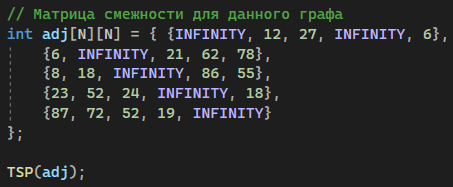 // Матрица смежности для данного графа
int adj[N][N] = { {INFINITY, 12, 27, INFINITY, 6},
{6, INFINITY, 21, 62, 78},
{8, 18, INFINITY, 86, 55},
{23, 52, 24, INFINITY, 18},
{87, 72, 52, 19, INFINITY}
};
TSP(adj);